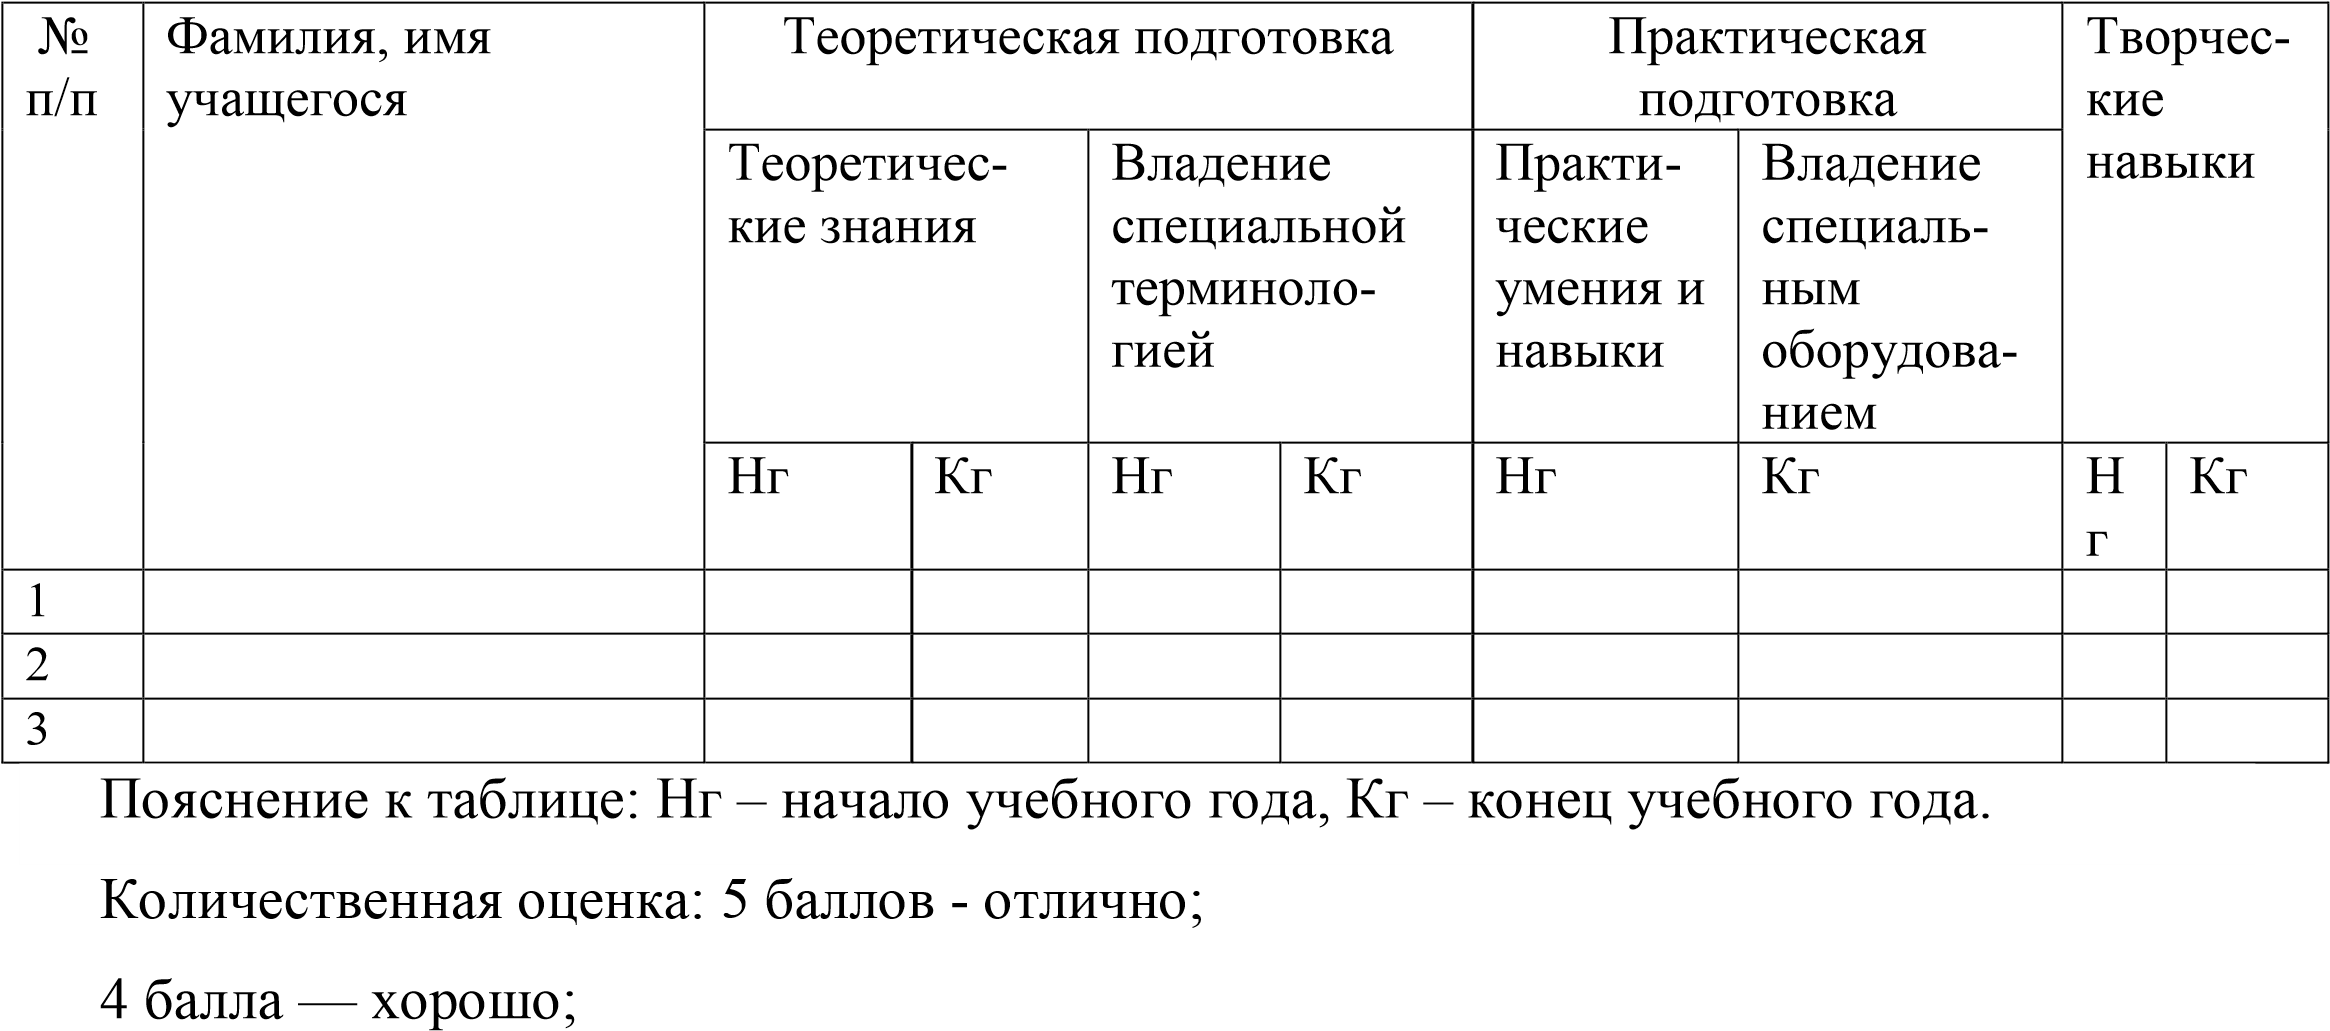 № Фамилия, имя Теоретическая подготовка Практическая Творчес-
п/п учащегося подготовка кие
Теоретичес- Владение Практи- Владение навыки
кие знания специальной ческие специаль-
терминоло- умения и ным
гией навыки оборудова-
нием
Нг Кг Нг Кг Нг Кг Н Кг
г
1
2
3
Пояснение к таблице: Нг – начало учебного года, Кг – конец учебного года.
Количественная оценка: 5 баллов - отлично;
4 балла — хорошо;